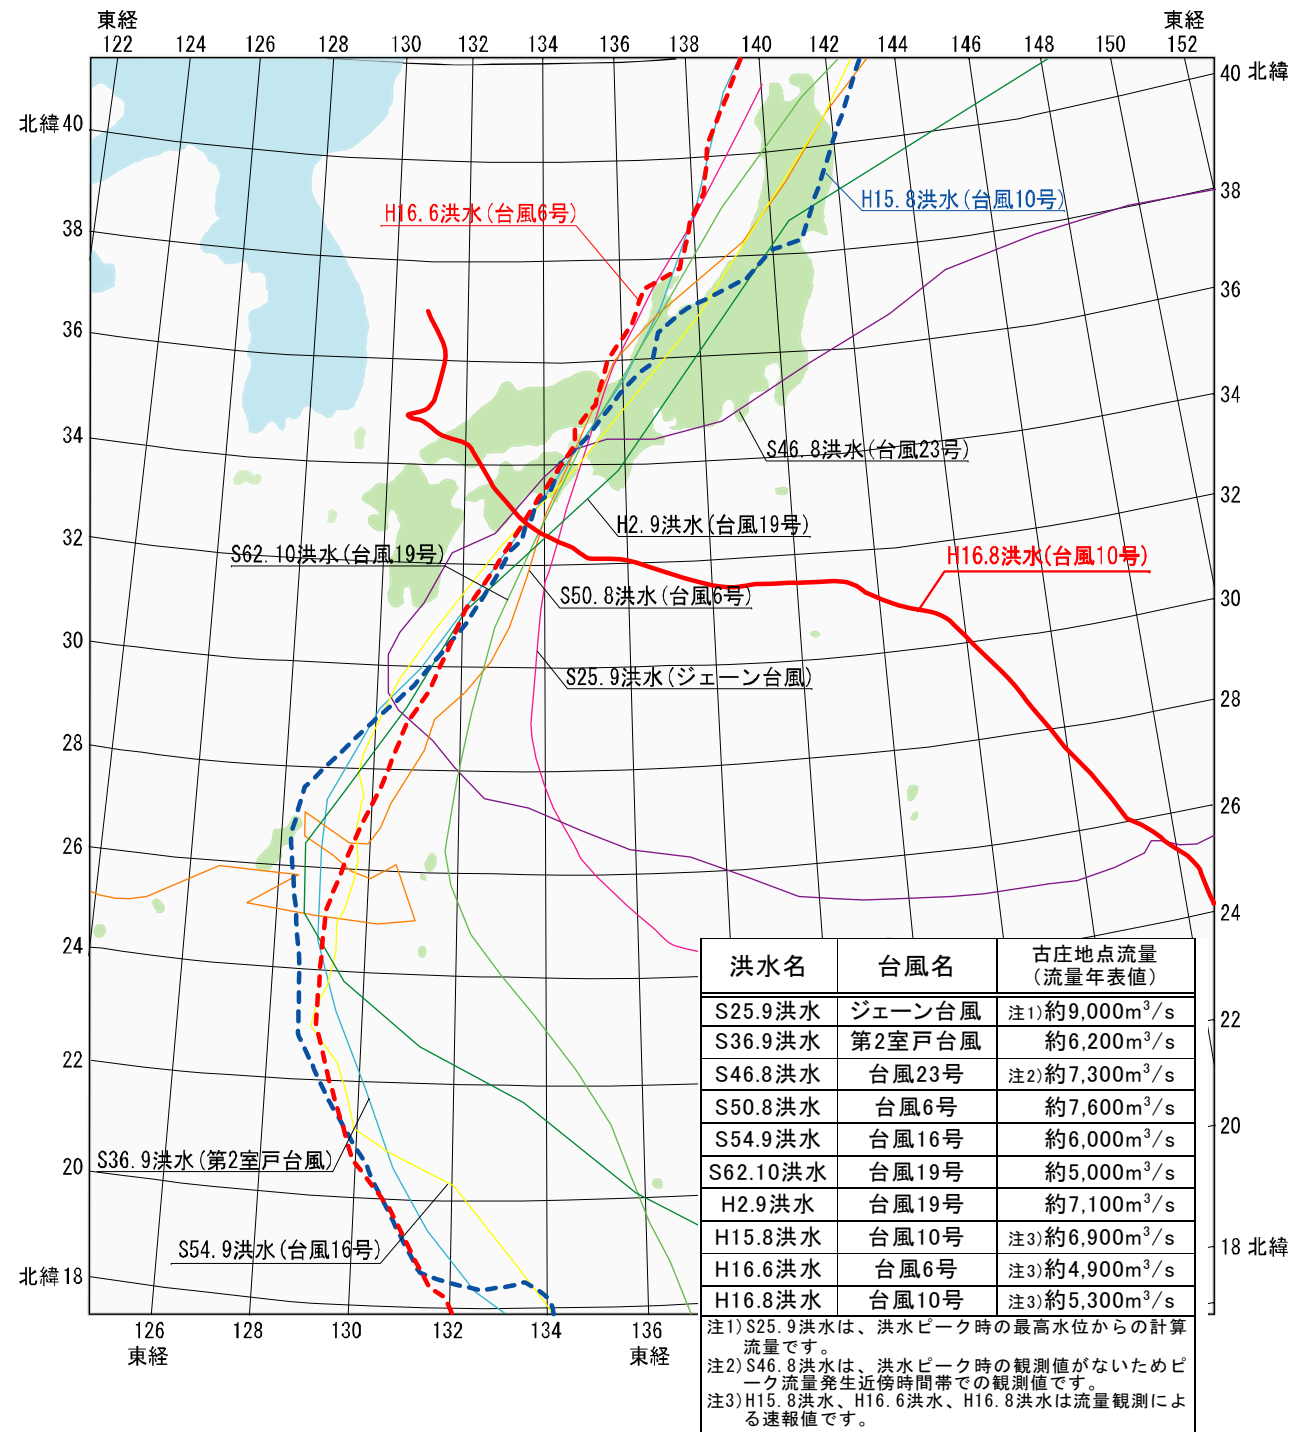 東経
東経
122 124 126 128 130 132 134 138 140 142 144 146 148 150 152
40 北緯
北緯 40
38
H15.8洪水(台風10号)
H16.6洪水(台風6号)
38
36
36
34
34
S46.8洪水(台風23号)
32
H2.9洪水(台風19号)
32
S62.10洪水(台風19号)
H16.8洪水(台風10号)
S50.8洪水(台風6号)
30
30
S25.9洪水(ジェーン台風)
28
28
26
26
24
24
洪水名 台風名 古庄地点流量
(流量年表値)
S25.9洪水 ジェーン台風 注1)約9,000m³/s
22
S36.9洪水 第2室戸台風 約6,200m³/s
22
S46.8洪水 台風23号 注2)約7,300m³/s
S50.8洪水 台風6号 約7,600m³/s
20
S54.9洪水 台風16号 約6,000m³/s
S36.9洪水(第2室戸台風)
20
S62.10洪水 台風19号 約5,000m³/s
H2.9洪水 台風19号 約7,100m³/s
H15.8洪水 台風10号 注3)約6,900m³/s
18 北緯
S54.9洪水(台風16号)
H16.6洪水 台風6号 注3)約4,900m³/s
北緯 18
H16.8洪水 台風10号 注3)約5,300m³/s
126 128 130 132 134 136
東経
東経
注1)S25.9洪水は、洪水ピーク時の最高水位からの計算
流量です。
注2)S46.8洪水は、洪水ピーク時の観測値がないためピ
ーク流量発生近傍時間帯での観測値です。
注3)H15.8洪水、H16.6洪水、H16.8洪水は流量観測によ
る速報値です。